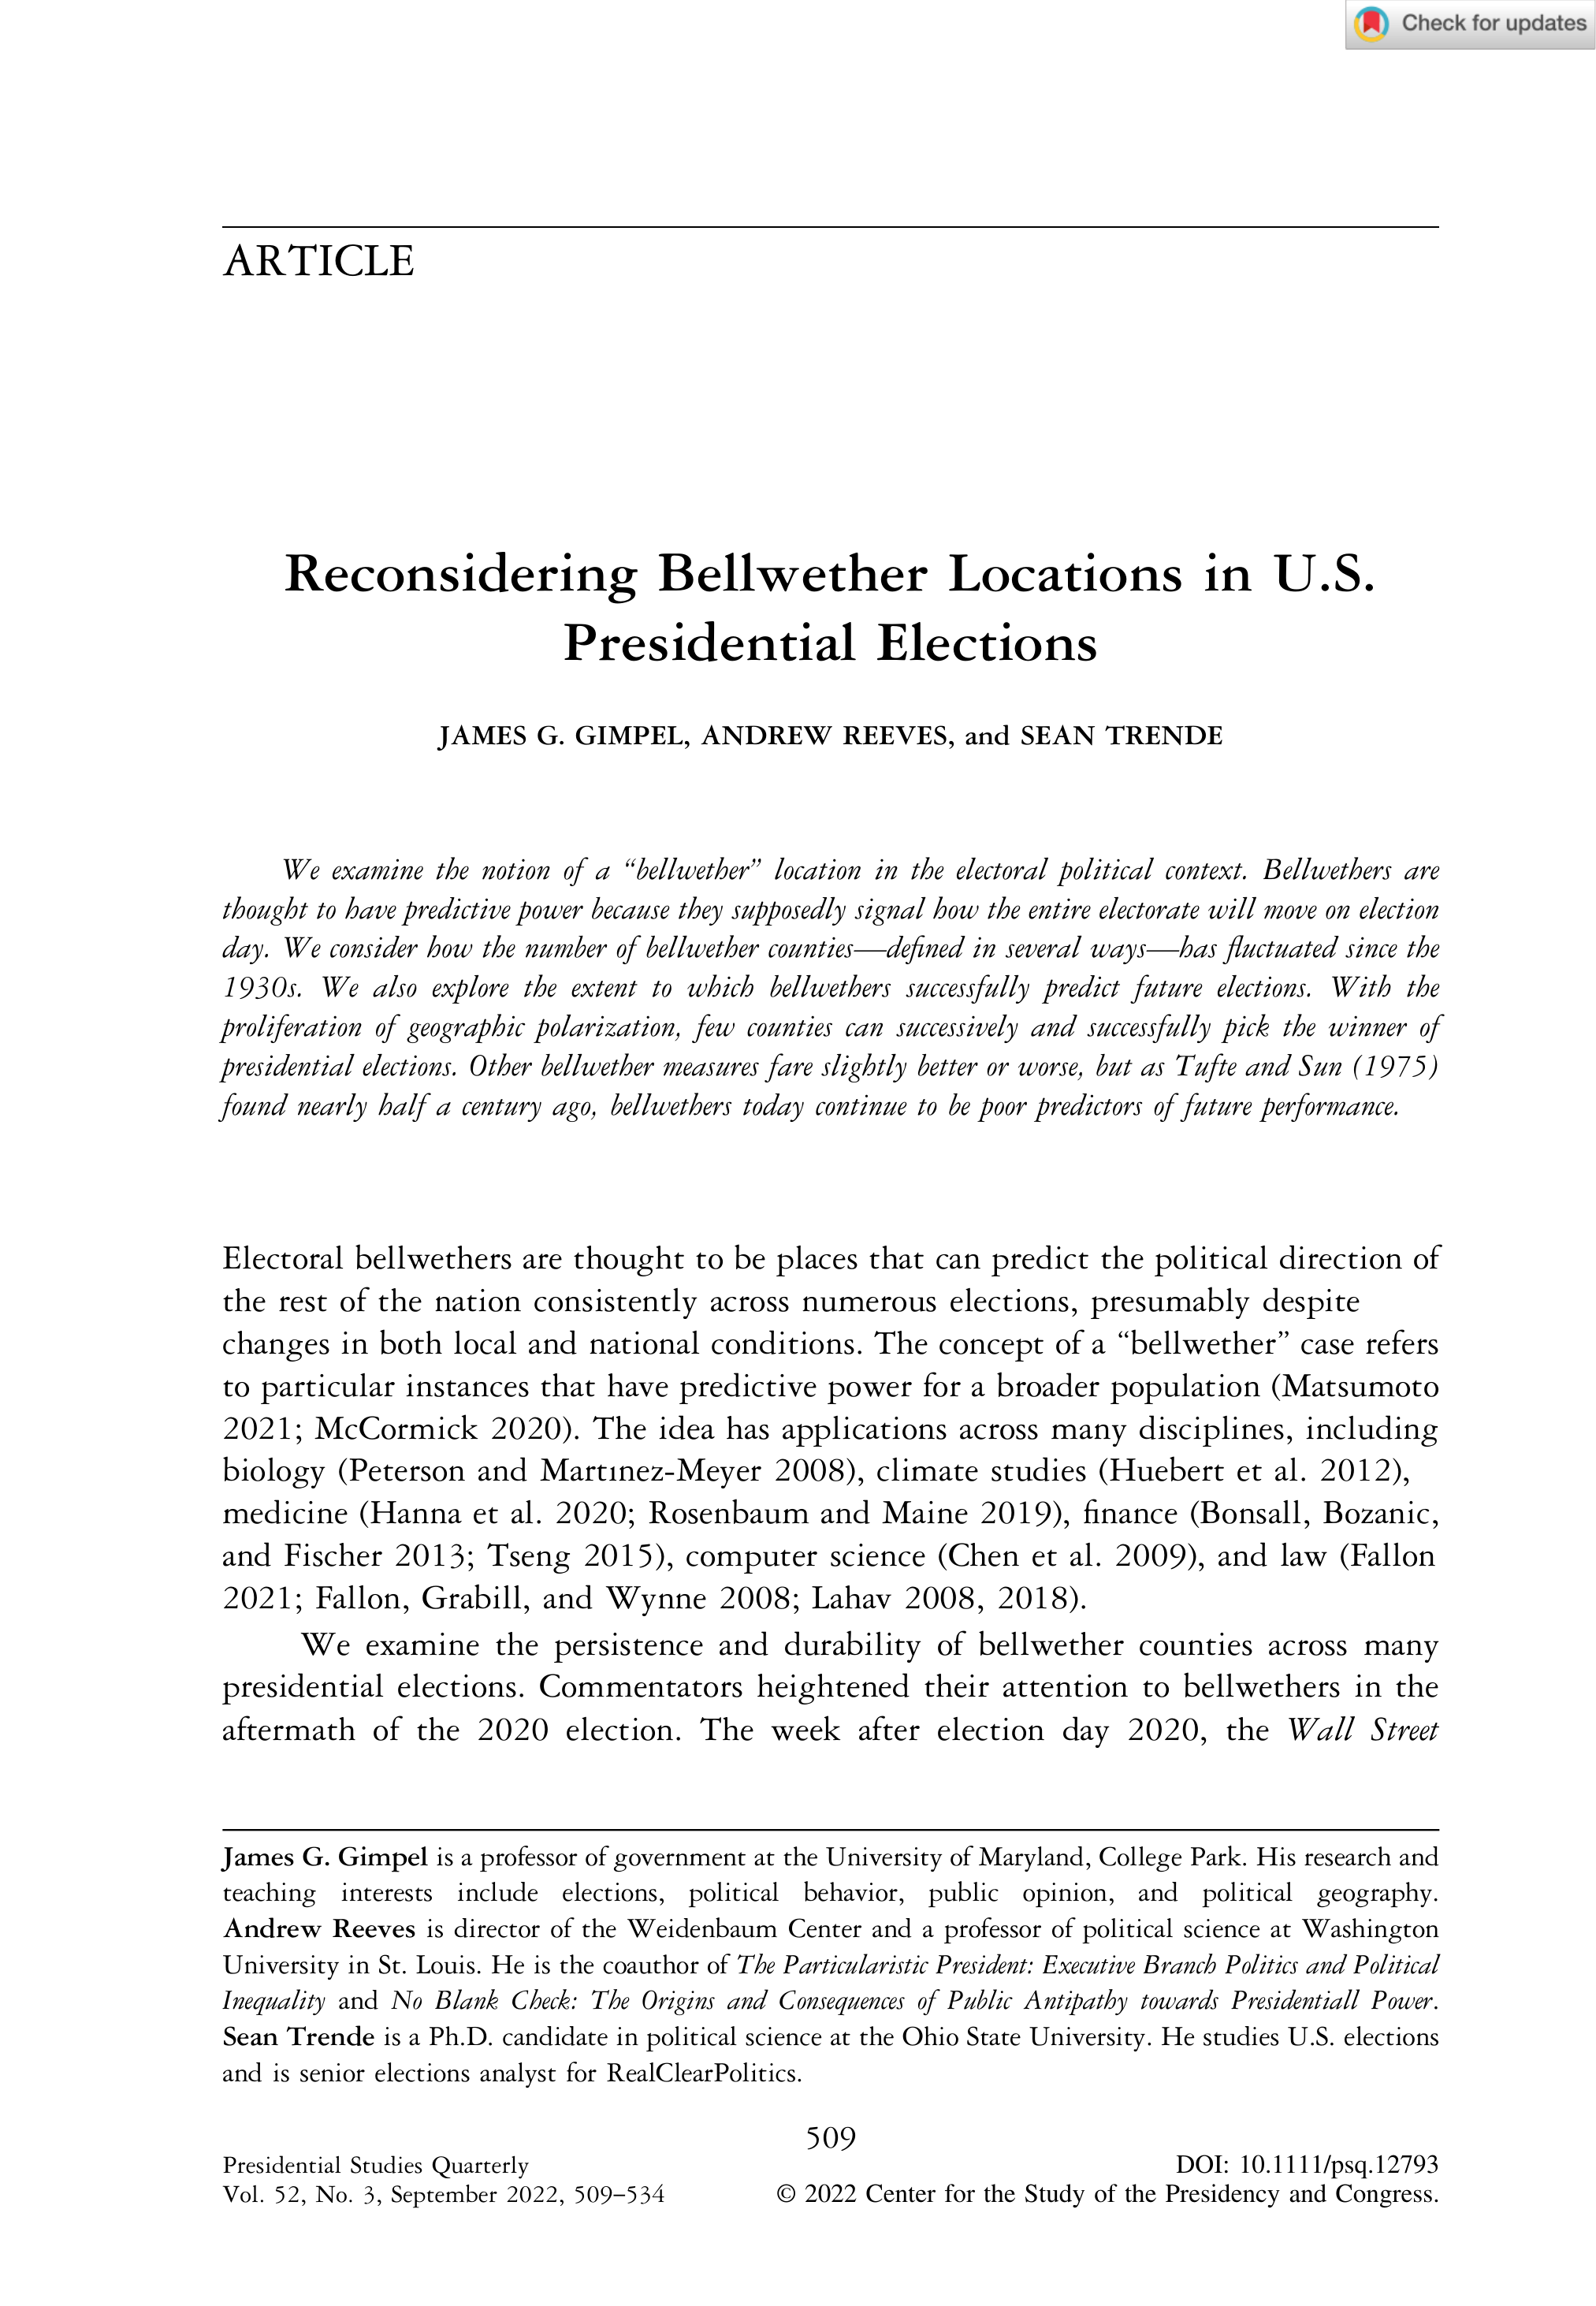 Check for updates
ARTICLE
Reconsidering Bellwether Locations in U.S.
Presidential Elections
JAMES G. GIMPEL, ANDREW REEVES, and SEAN TRENDE
We examine the notion of a “bellwether” location in the electoral political context. Bellwethers are
thought to have predictive power because they supposedly signal how the entire electorate will move on election
day. We consider how the number of bellwether counties—defined in several ways—has fluctuated since the
1930s. We also explore the extent to which bellwethers successfully predict future elections. With the
proliferation of geographic polarization, few counties can successively and successfully pick the winner of
presidential elections. Other bellwether measures fare slightly better or worse, but as Tufte and Sun (1975)
found nearly half a century ago, bellwethers today continue to be poor predictors of future performance.
Electoral bellwethers are thought to be places that can predict the political direction of
the rest of the nation consistently across numerous elections, presumably despite
changes in both local and national conditions. The concept of a “bellwether” case refers
to particular instances that have predictive power for a broader population (Matsumoto
2021; McCormick 2020). The idea has applications across many disciplines, including
biology (Peterson and Martınez-Meyer 2008), climate studies (Huebert et al. 2012),
medicine (Hanna et al. 2020; Rosenbaum and Maine 2019), finance (Bonsall, Bozanic,
and Fischer 2013; Tseng 2015), computer science (Chen et al. 2009), and law (Fallon
2021; Fallon, Grabill, and Wynne 2008; Lahav 2008, 2018).
We examine the persistence and durability of bellwether counties across many
presidential elections. Commentators heightened their attention to bellwethers in the
aftermath of the 2020 election. The week after election day 2020, the Wall Street
James G. Gimpel is a professor of government at the University of Maryland, College Park. His research and
teaching interests include elections, political behavior, public opinion, and political geography.
Andrew Reeves is director of the Weidenbaum Center and a professor of political science at Washington
University in St. Louis. He is the coauthor of The Particularistic President: Executive Branch Politics and Political
Inequality and No Blank Check: The Origins and Consequences of Public Antipathy towards Presidentiall Power.
Sean Trende is a Ph.D. candidate in political science at the Ohio State University. He studies U.S. elections
and is senior elections analyst for RealClearPolitics.
509
Presidential Studies Quarterly
Vol. 52, No. 3, September 2022, 509–534
DOI: 10.1111/psq.12793
© 2022 Center for the Study of the Presidency and Congress.